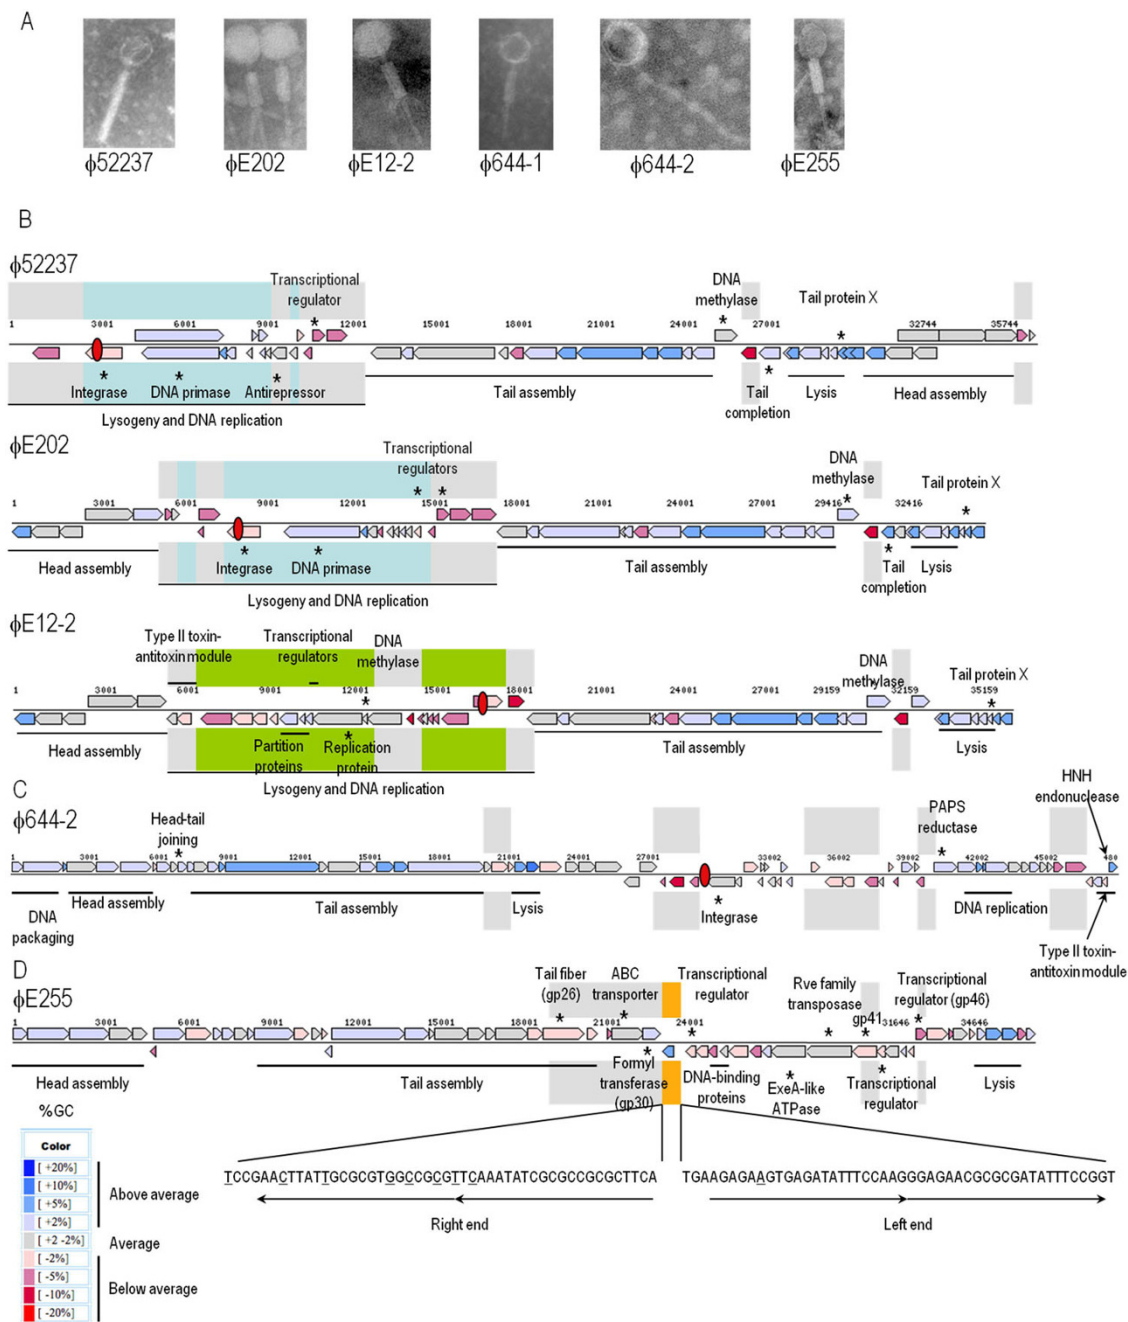 A
ϕ52237
ϕE202
ϕE12-2
ϕ644-1
ϕ644-2
ϕE255
B
ϕ52237
Transcriptional
regulator
DNA
methylase
Tail protein X
1 3001 6001 9001 12001 15001 18001 21001 24001 27001 32744 35744
Integrase
DNA primase
Antirepressor
Tail assembly
Tail
completion
Lysis
Head assembly
Lysogeny and DNA replication
ϕE202
Transcriptional
regulators
DNA
methylase
Tail protein X
1 3001 6001 9001 12001 15001 18001 21001 24001 27001 29416 32416
Head assembly
Integrase
DNA primase
Tail assembly
Tail
completion
Lysis
Lysogeny and DNA replication
ϕE12-2
Type II toxin-
antitoxin module
Transcriptional
regulators
DNA
methylase
DNA
methylase
Tail protein X
1 3001 6001 9001 12001 15001 18001 21001 24001 27001 29159 32159 35159
Head assembly
Partition
proteins
Replication
protein
Tail assembly
Lysis
Lysogeny and DNA replication
C
ϕ644-2
Head-tail
joining
PAPS
reductase
HNH
endonuclease
1 3001 6001 9001 12001 15001 18001 21001 24001 27001 33002 36002 39002 42002 45002 480
DNA
packaging
Head assembly
Tail assembly
Lysis
Integrase
DNA replication
Type II toxin-
antitoxin module
D
ϕE255
Tail fiber
(gp26)
ABC
transporter
Transcriptional
regulator
Rve family
transposase
gp41
Transcriptional
regulator (gp46)
1 3001 6001 9001 12001 15001 18001 21001 24001 31646 34646
Head assembly
Tail assembly
Formyl
transferase
(gp30)
DNA-binding
proteins
ExeA-like
ATPase
Transcriptional
regulator
Lysis
%GC
Color
[ +20%]
[ +10%]
[ +5%]
[ +2%]
[ +2 -2%]
[ -2%]
[ -5%]
[ -10%]
[ -20%]
Above average
Average
Below average
TCCGAACTTATTGCGCGTGGCCGCGTTCAAATATCGCGCCGCGCTTCA
TGAAGAGAAGTGAGATATTTCCAAGGGAGAACGCGCGATATTTCCGGT
Right end
Left end